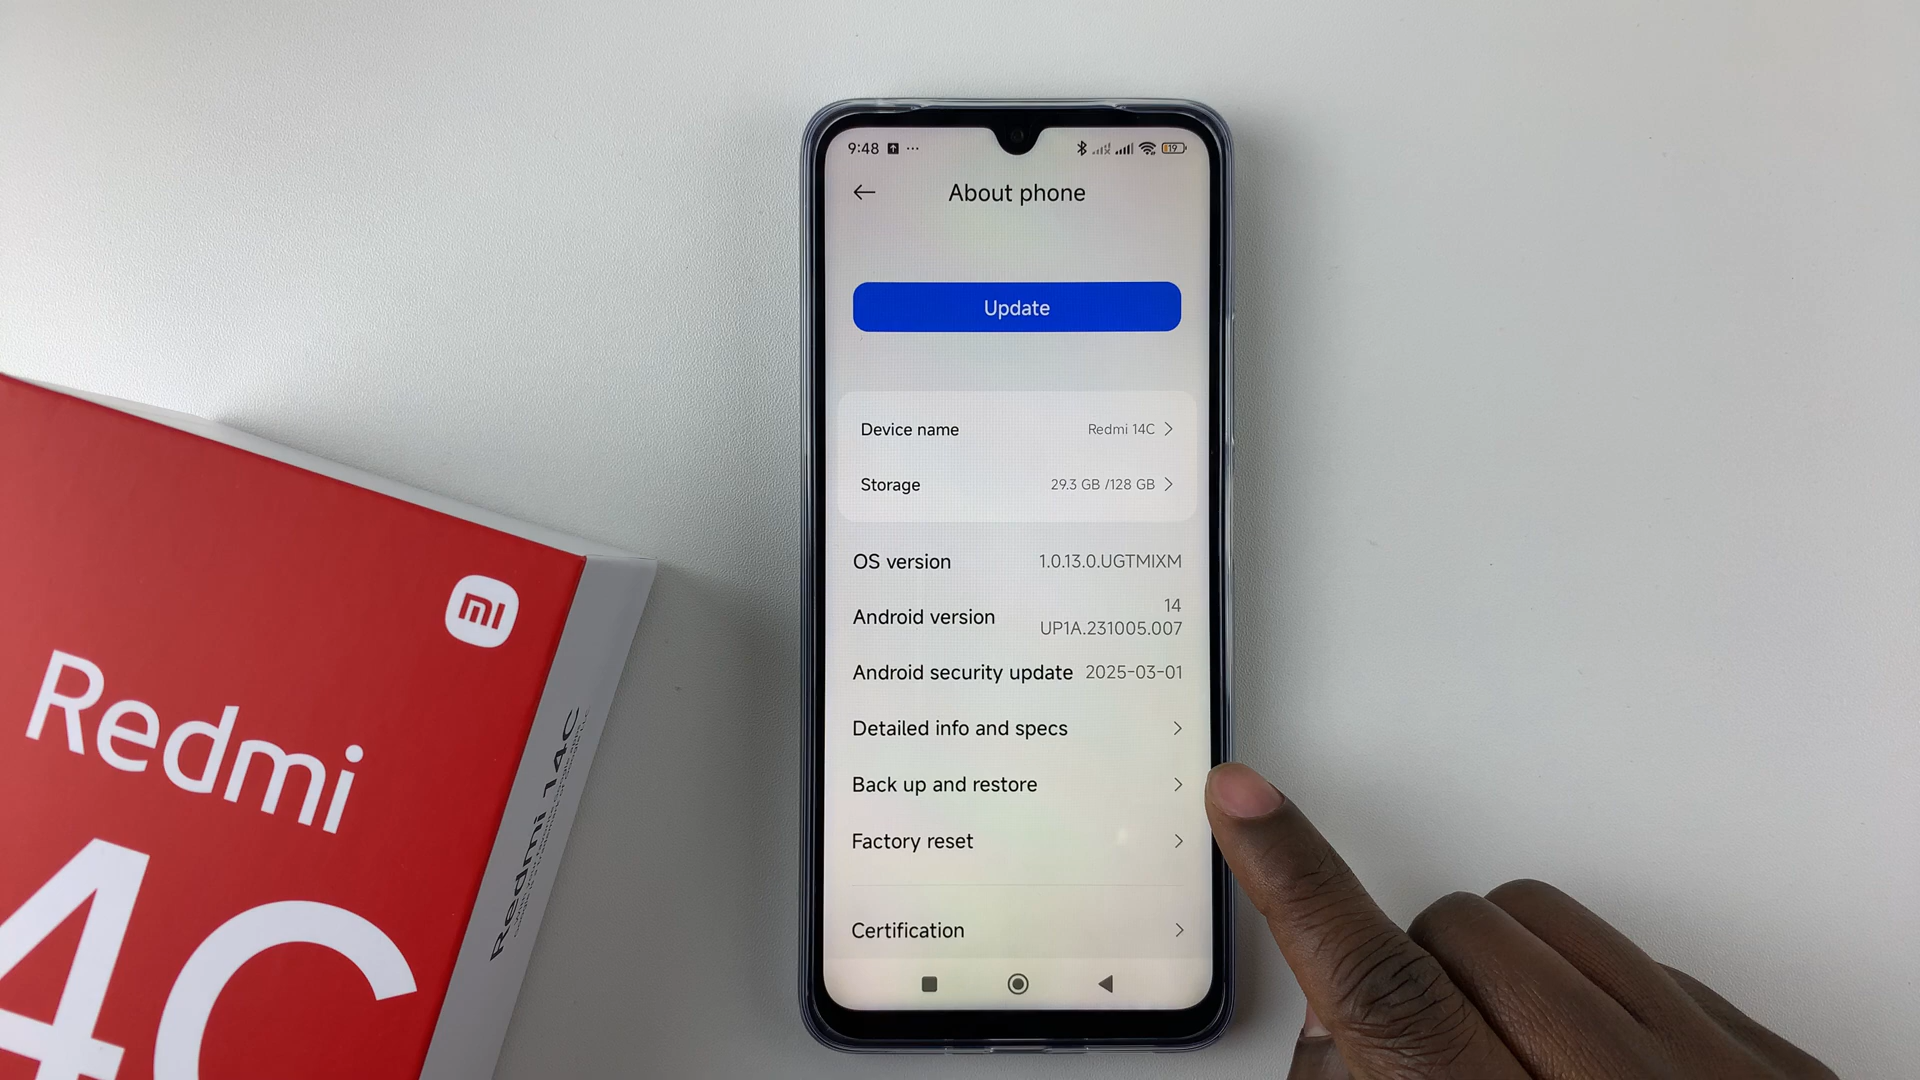 9:48
19
About phone
Update
Device name Redmi 14C
Storage 29.3 GB /128 GB
OS version 1.0.13.0.UGTMIXM
Android version 14
UP1A.231005.007
Android security update 2025-03-01
Detailed info and specs
Back up and restore
Factory reset
Certification
mi
Redmi
4C
Redmi 14C